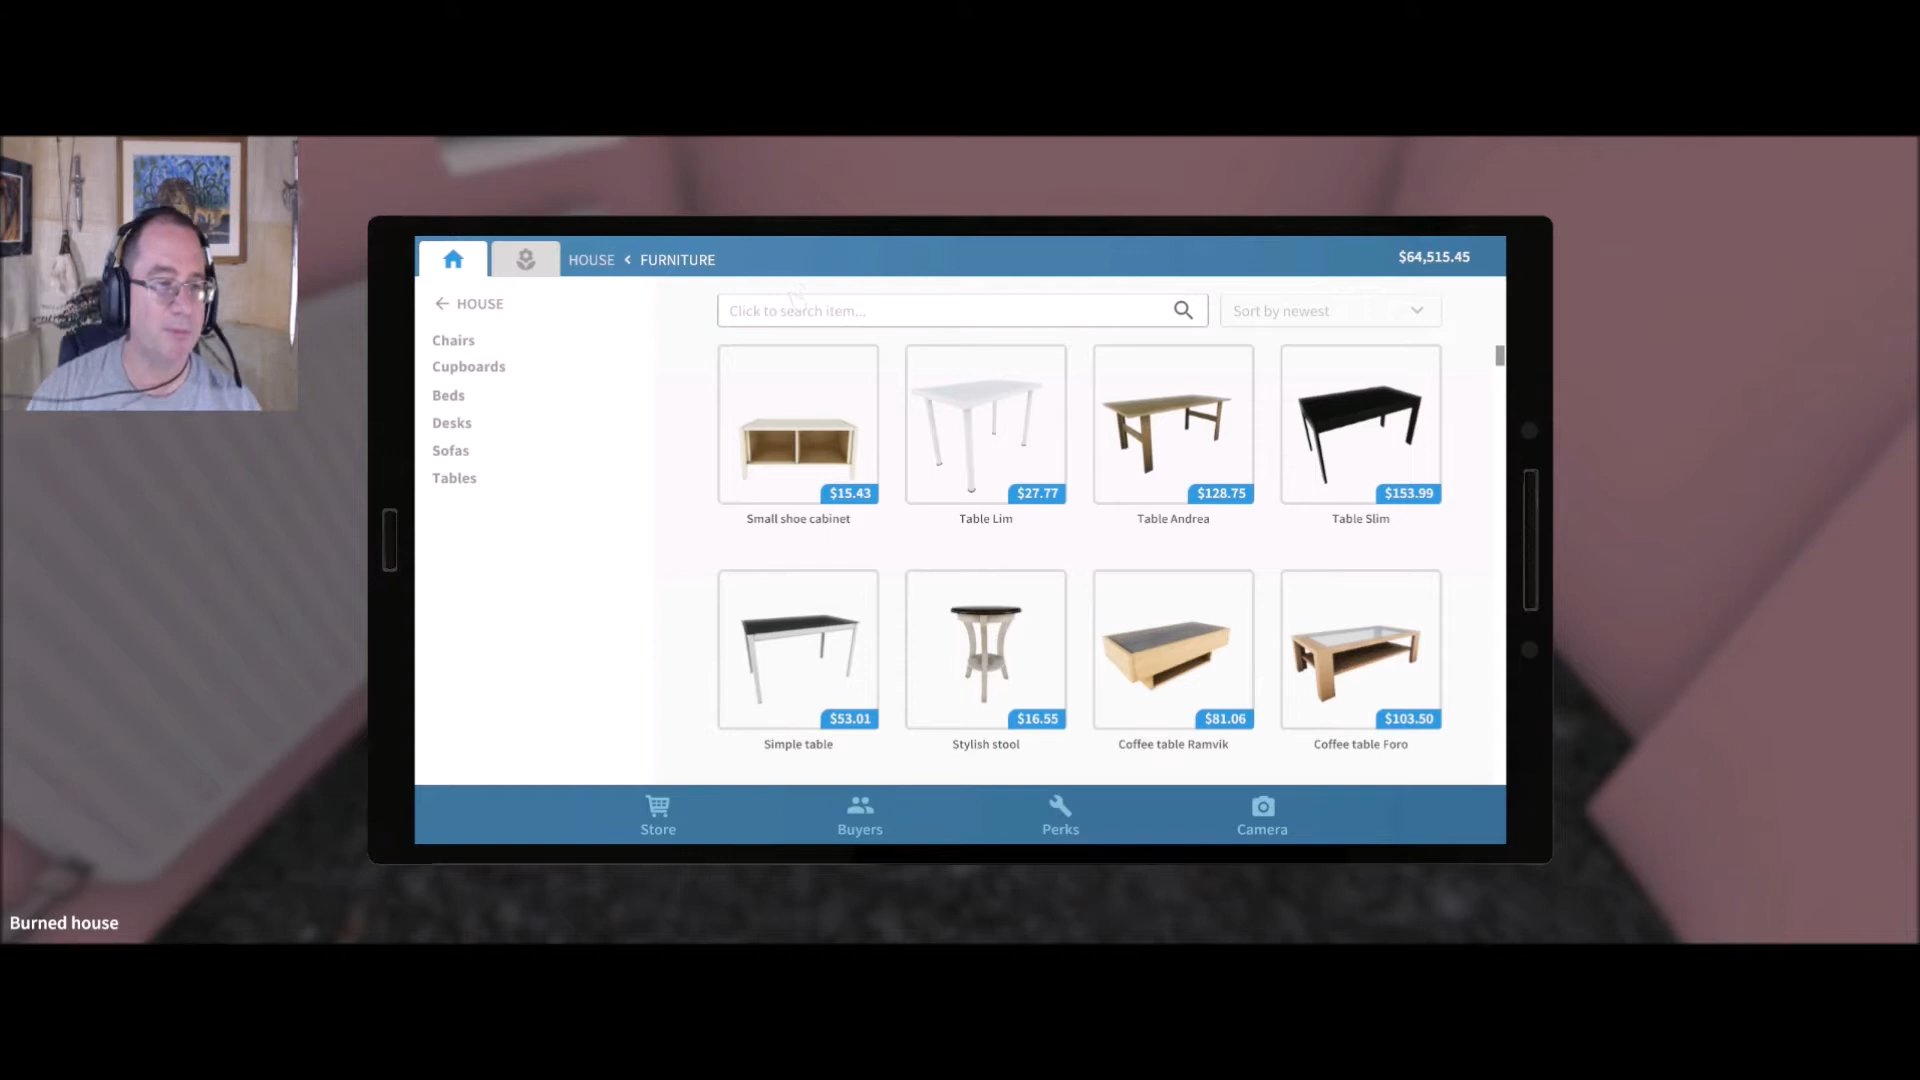 HOUSE < FURNITURE
$64,515.45
HOUSE
Chairs
Cupboards
Beds
Desks
Sofas
Tables
Click to search item...
Sort by newest
$15.43
$27.77
$128.75
$153.99
Small shoe cabinet
Table Lim
Table Andrea
Table Slim
$53.01
$16.55
$81.06
$103.50
Simple table
Stylish stool
Coffee table Ramvik
Coffee table Foro
Store
Buyers
Perks
Camera
Burned house